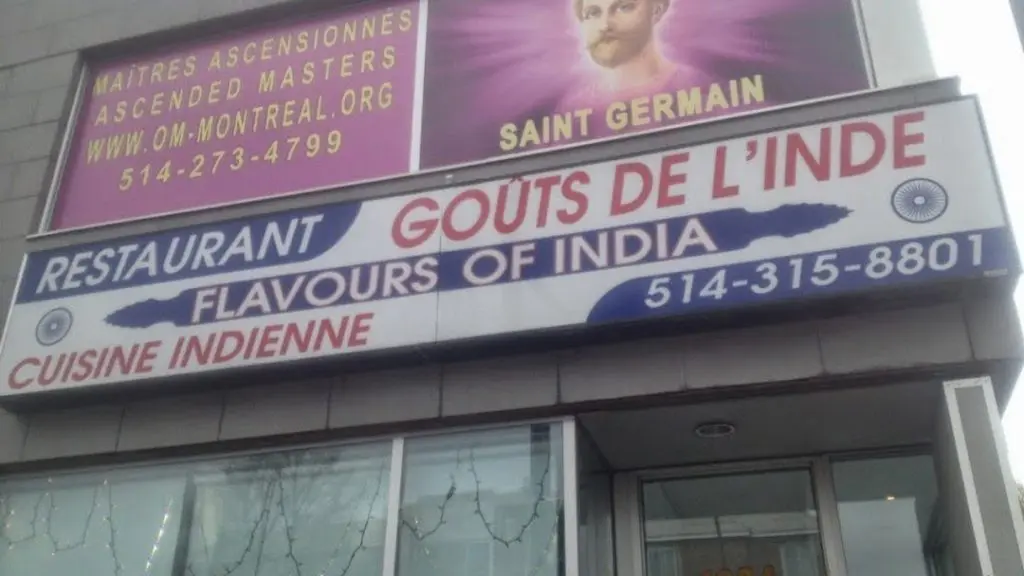 MAÎTRES ASCENSIONNÉS
ASCENDED MASTERS
WWW.OM-MONTREAL.ORG
514-273-4799
SAINT GERMAIN
RESTAURANT
GOÛTS DE L'INDE
FLAVOURS OF INDIA
CUISINE INDIENNE
514-315-8801